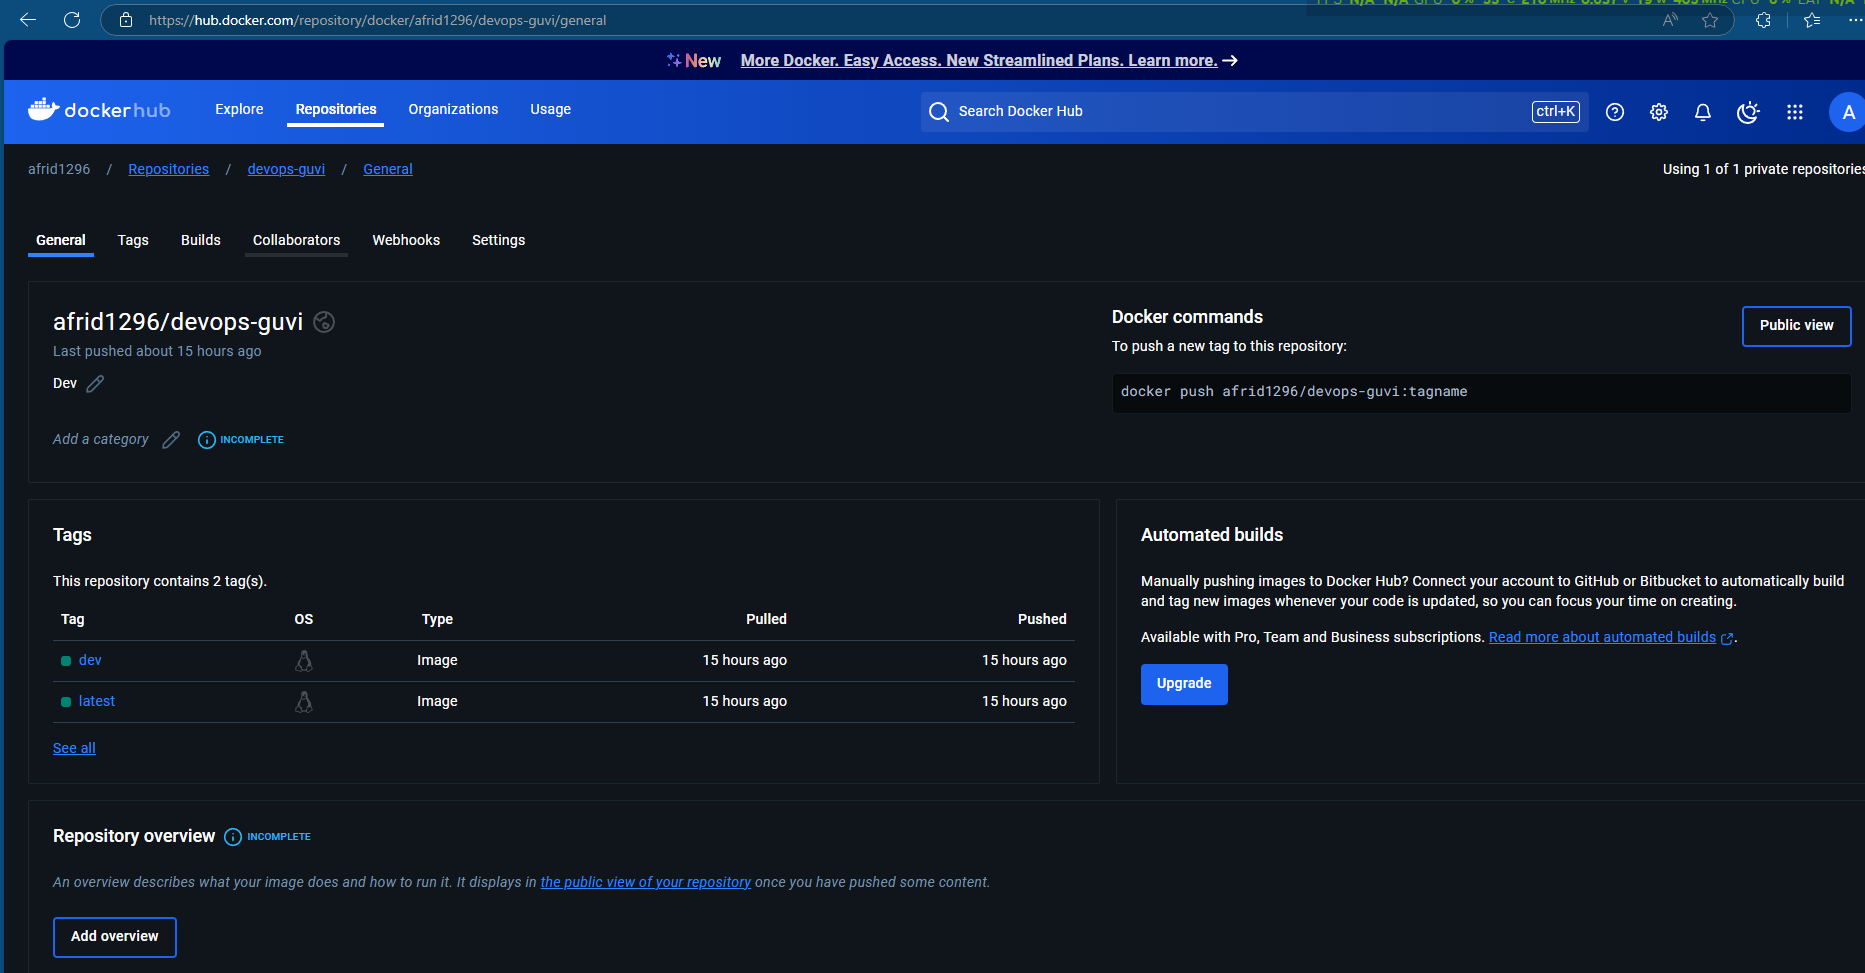 https://hub.docker.com/repository/docker/afrid1296/devops-guvi/general
New More Docker. Easy Access. New Streamlined Plans. Learn more. →
dockerhub Explore Repositories Organizations Usage Search Docker Hub ctrl+K A
afrid1296 / Repositories / devops-guvi / General Using 1 of 1 private repositories
General Tags Builds Collaborators Webhooks Settings
afrid1296/devops-guvi
Last pushed about 15 hours ago
Dev
Add a category INCOMPLETE
Docker commands
Public view
To push a new tag to this repository:
docker push afrid1296/devops-guvi:tagname
Tags
This repository contains 2 tag(s).
Tag OS Type Pulled Pushed
dev Image 15 hours ago 15 hours ago
latest Image 15 hours ago 15 hours ago
See all
Automated builds
Manually pushing images to Docker Hub? Connect your account to GitHub or Bitbucket to automatically build
and tag new images whenever your code is updated, so you can focus your time on creating.
Available with Pro, Team and Business subscriptions. Read more about automated builds.
Upgrade
Repository overview INCOMPLETE
An overview describes what your image does and how to run it. It displays in the public view of your repository once you have pushed some content.
Add overview